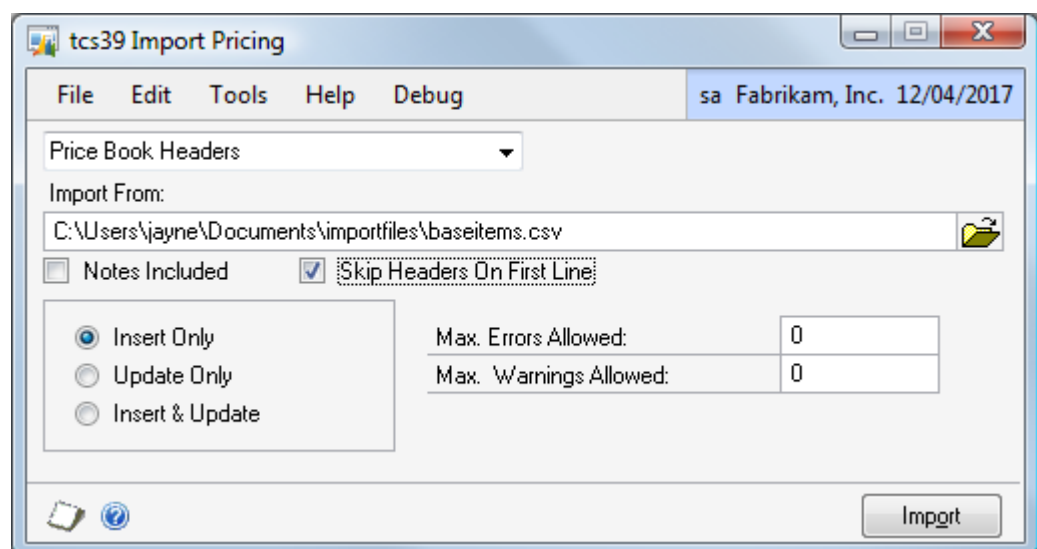 tcs39 Import Pricing
File Edit Tools Help Debug sa Fabrikam, Inc. 12/04/2017
Price Book Headers
Import From:
C:\Users\jayne\Documents\importfiles\baseitems.csv
Notes Included Skip Headers On First Line
Insert Only Max. Errors Allowed: 0
Update Only Max. Warnings Allowed: 0
Insert & Update
Import